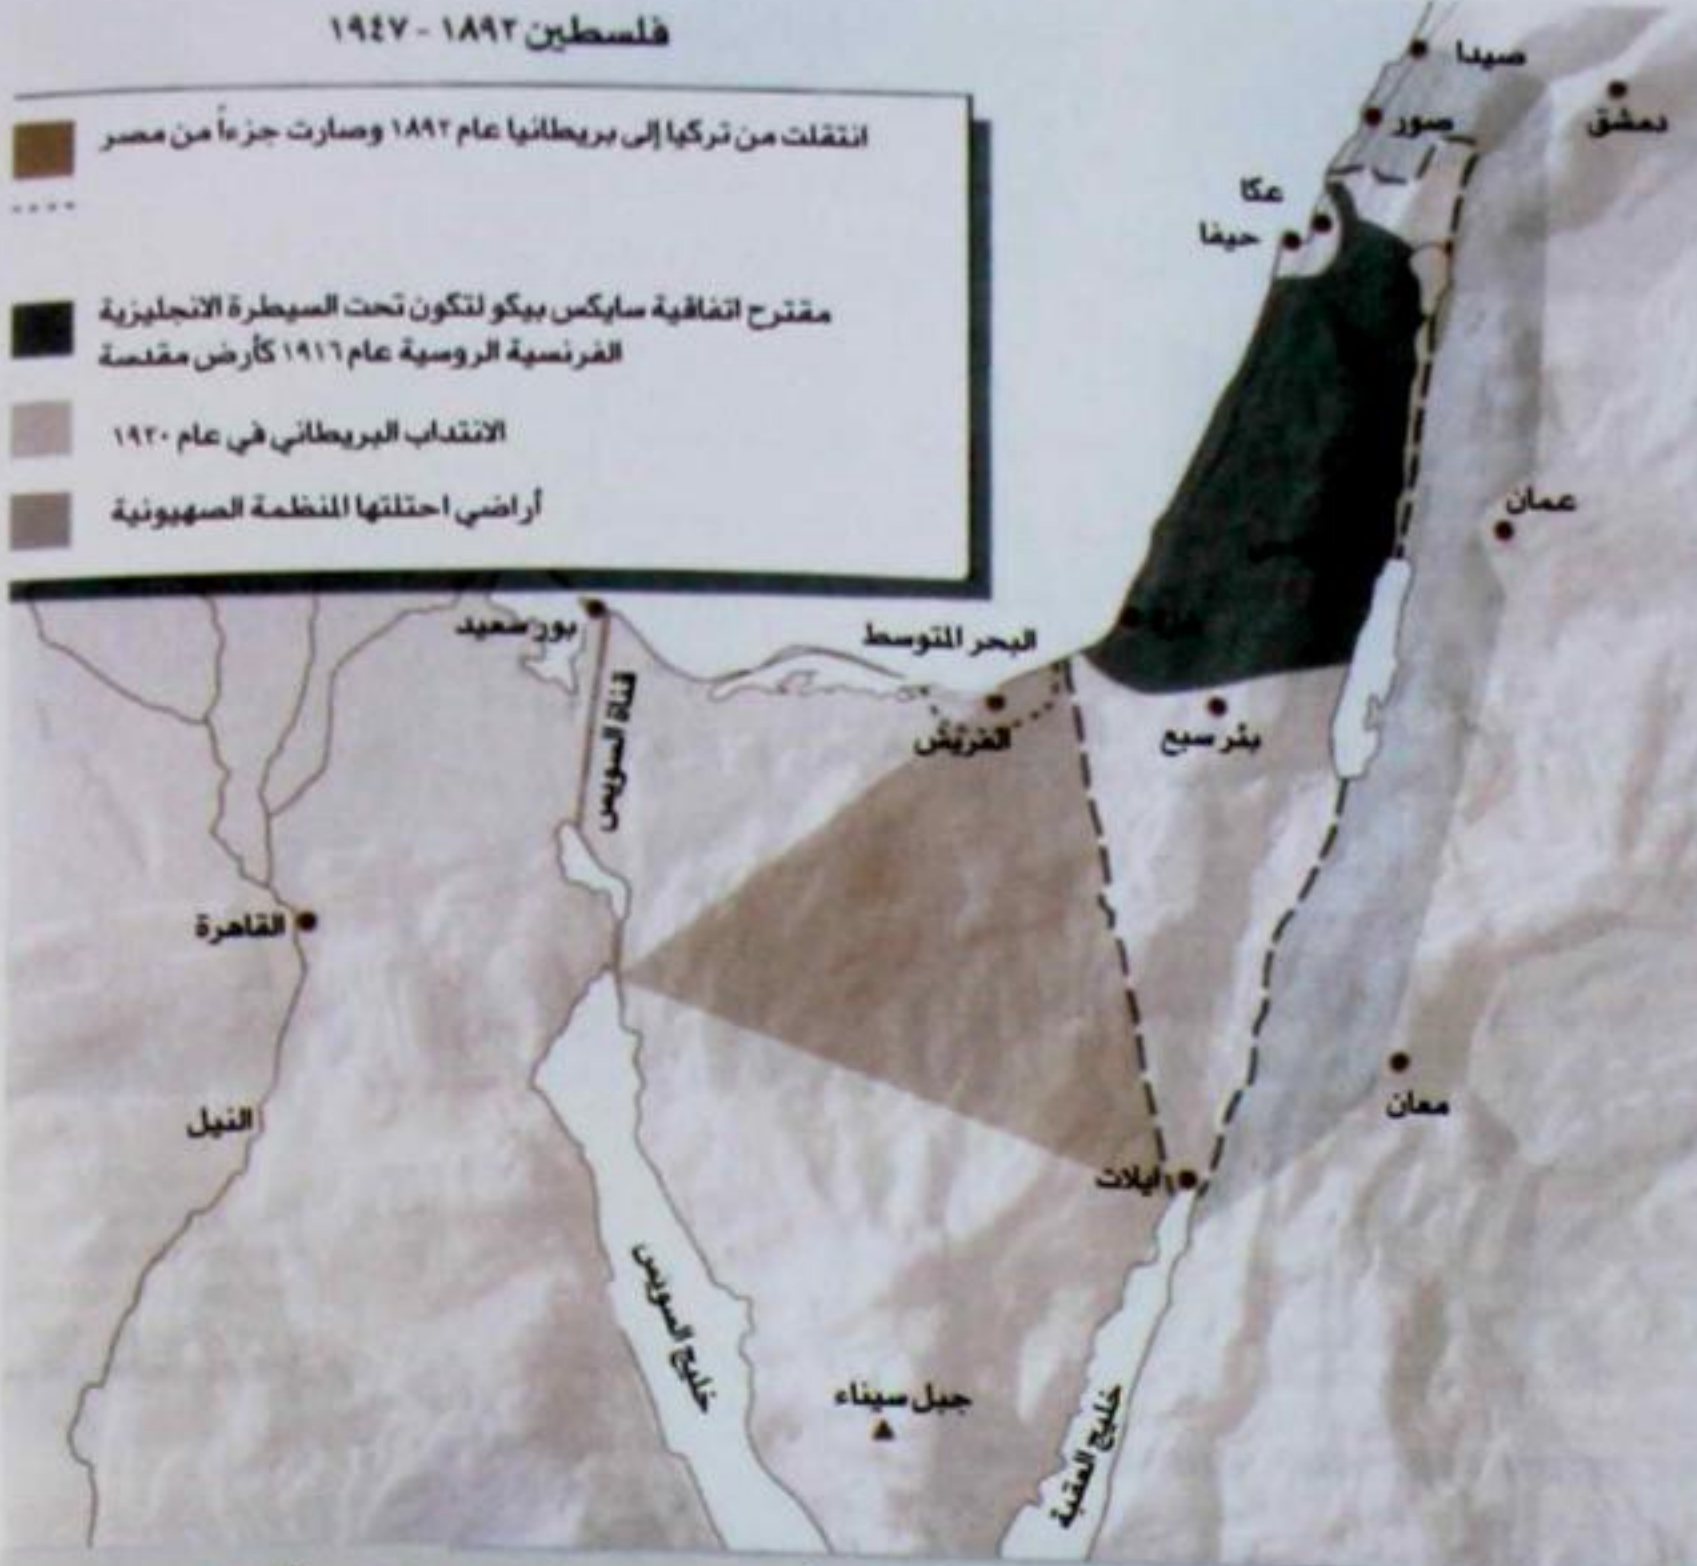 فلسطين ١٨٩٢ - ١٩٤٧
انتقلت من تركيا إلى بريطانيا عام ١٨٩٢ وصارت جزءاً من مصر
مقترح اتفاقية سايكس بيكو لتكون تحت السيطرة الانجليزية
الفرنسية الروسية عام ١٩١٦ كأرض مقدسة
الانتداب البريطاني في عام ١٩٢٠
أراضي احتلتها المنظمة الصهيونية
صيدا
دمشق
صور
عكا
حيفا
عمان
بور سعيد
البحر المتوسط
قناة السويس
العريش
بئر سبع
القاهرة
معان
النيل
ايلات
خليج السويس
جبل سيناء
خليج العقبة